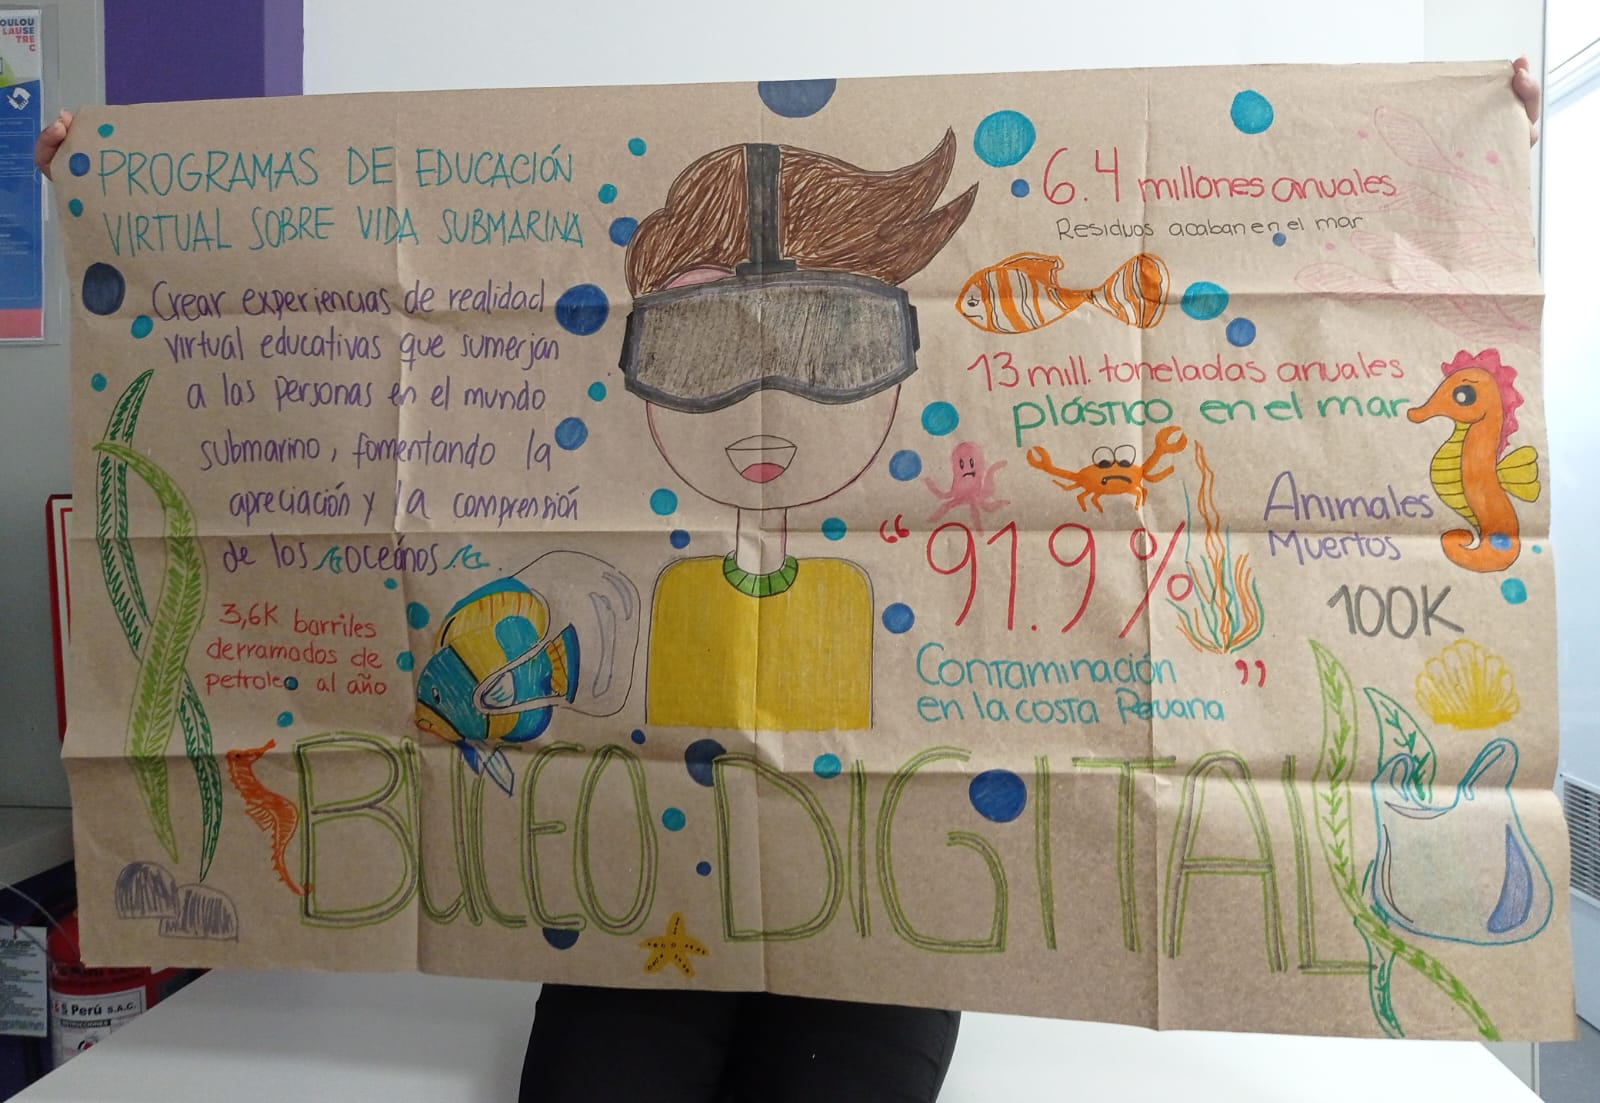 PROGRAMAS DE EDUCACIÓN
VIRTUAL SOBRE VIDA SUBMARINA
Crear experiencias de realidad
virtual educativas que sumerjan
a las personas en el mundo
submarino, fomentando la
apreciación y la comprensión
de los oceános.
3,6K barriles
derramados de
petroleo al año
6.4 millones anuales
Residuos acaban en el mar
13 mill. toneladas anuales
plástico en el mar
Animales
Muertos
100K
"91.9%
Contaminación "
en la costa Peruana
BUCEO DIGITAL
OULOU
LAUSE
TRE
C
Perú S.A.C.